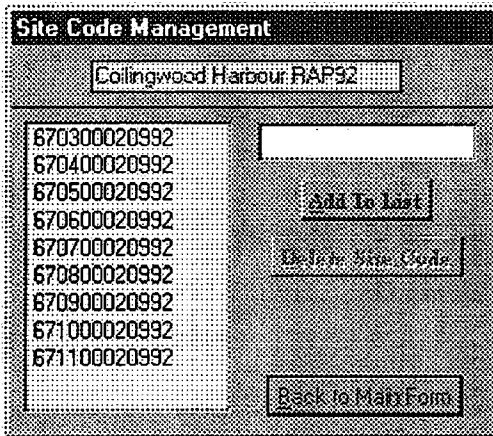 Site Code Management
Collingwood Harbour RAP92
670300020992
670400020992
670500020992
670600020992
670700020992
670800020992
670900020992
671000020992
671100020992
Add To List
Delete Site Code
Back to Main Form